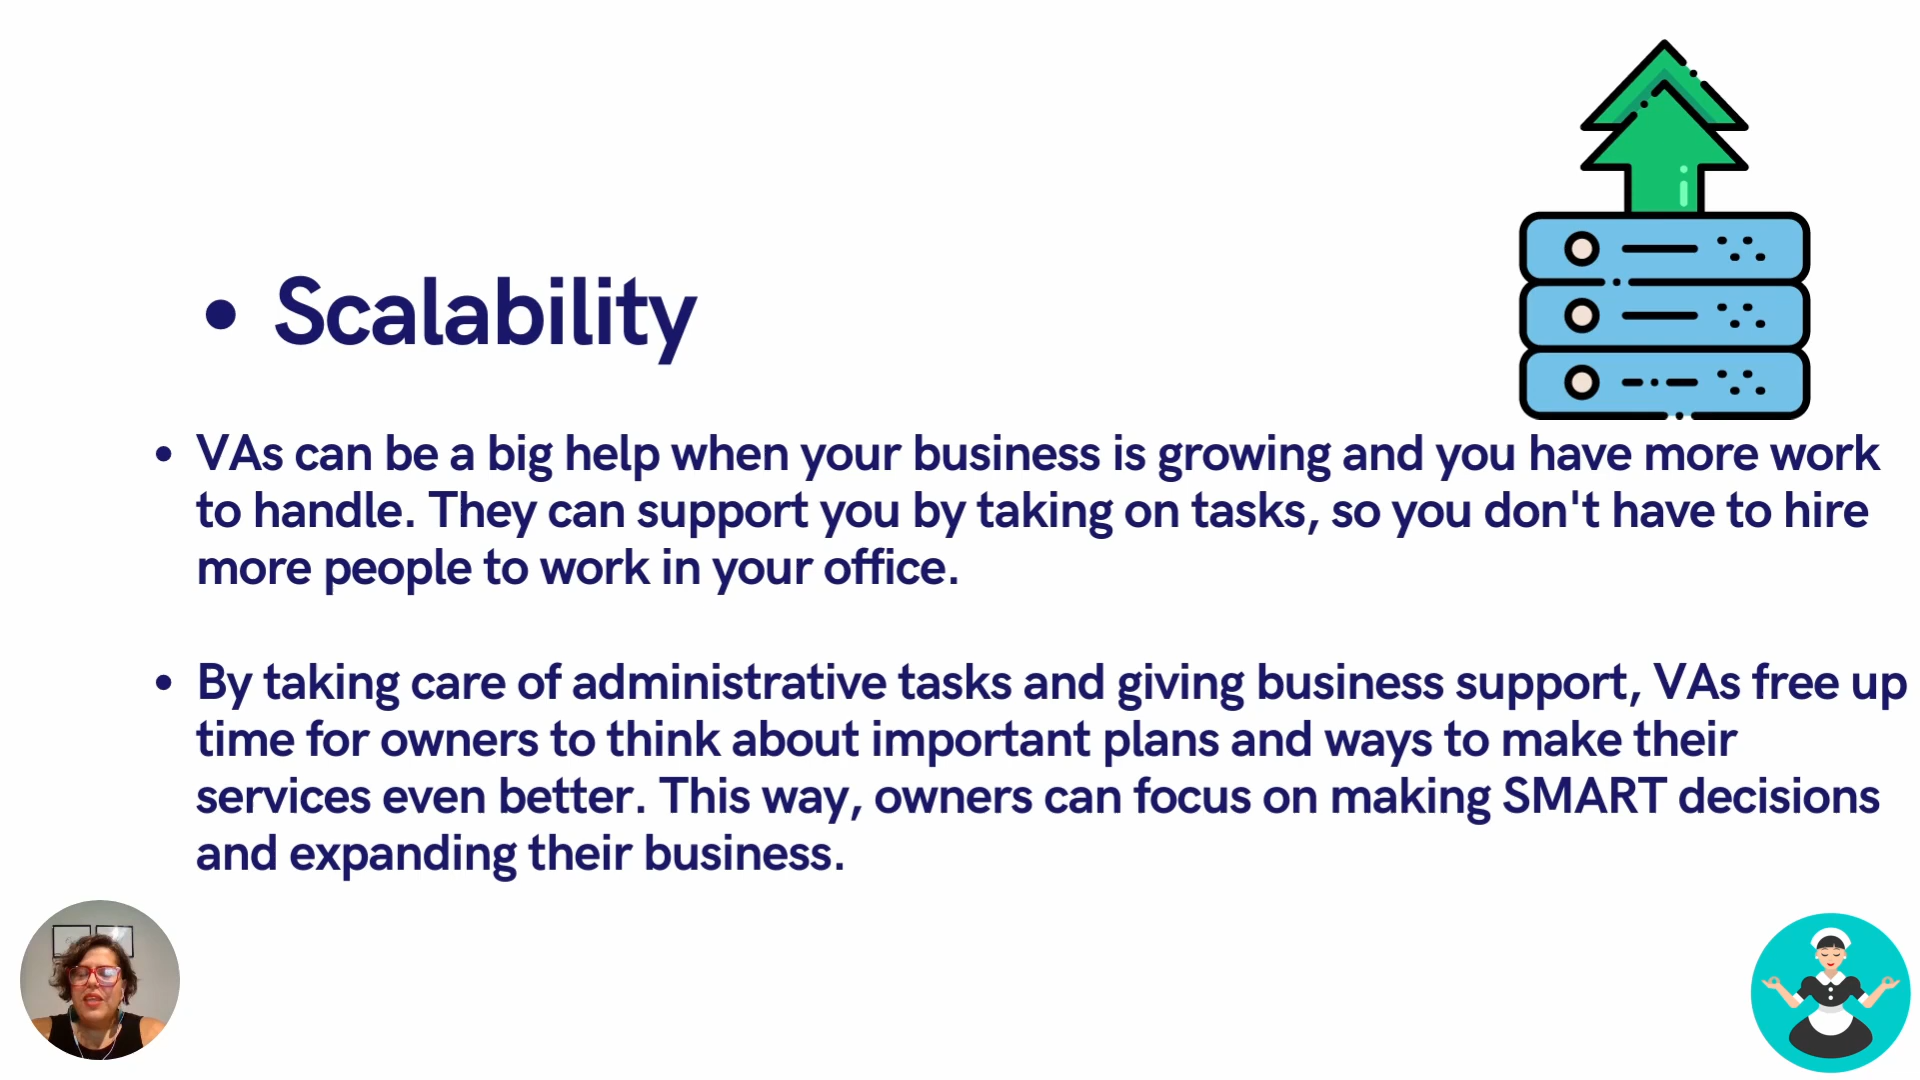 • Scalability
• VAs can be a big help when your business is growing and you have more work
to handle. They can support you by taking on tasks, so you don't have to hire
more people to work in your office.
• By taking care of administrative tasks and giving business support, VAs free up
time for owners to think about important plans and ways to make their
services even better. This way, owners can focus on making SMART decisions
and expanding their business.